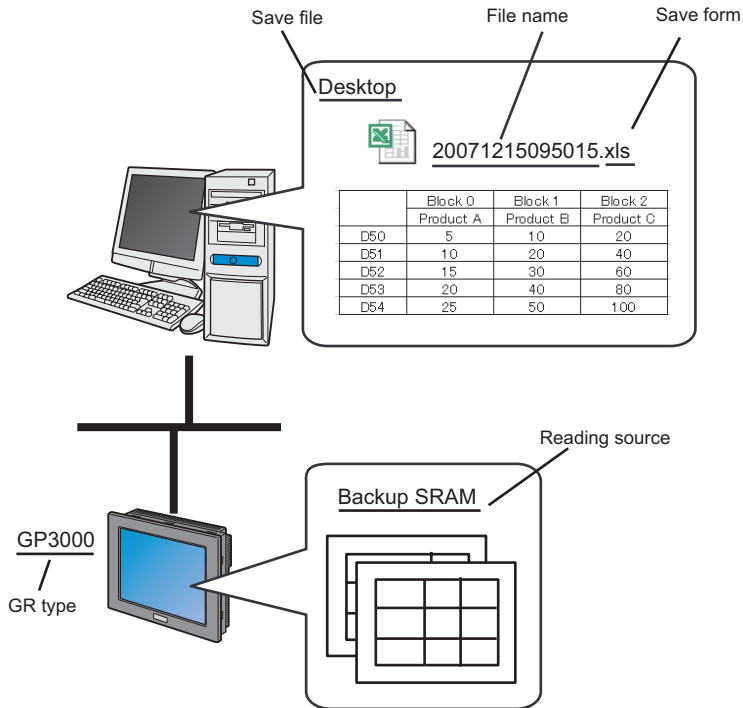 Save file File name Save form
Desktop
20071215095015.xls
Block 0 Block 1 Block 2
Product A Product B Product C
D50 5 10 20
D51 10 20 40
D52 15 30 60
D53 20 40 80
D54 25 50 100
Reading source
Backup SRAM
GP3000
GR type